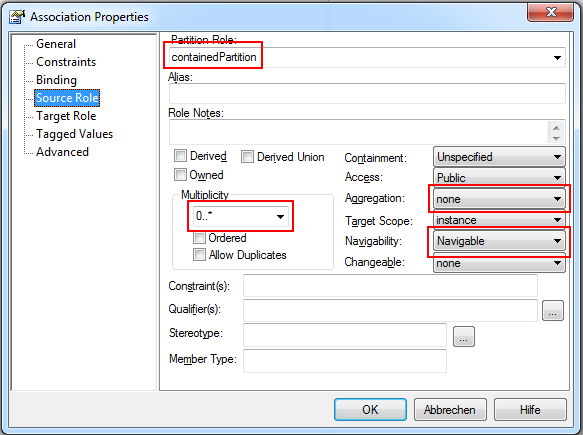 Association Properties
General
Constraints
Binding
Source Role
Target Role
Tagged Values
Advanced
Partition Role:
containedPartition
Alias:
Role Notes:
Derived
Derived Union
Owned
Containment: Unspecified
Access: Public
Aggregation: none
Target Scope: instance
Navigability: Navigable
Changeable: none
Multiplicity
0..*
Ordered
Allow Duplicates
Constraint(s):
Qualifier(s): ...
Stereotype: ...
Member Type:
OK Abbrechen Hilfe